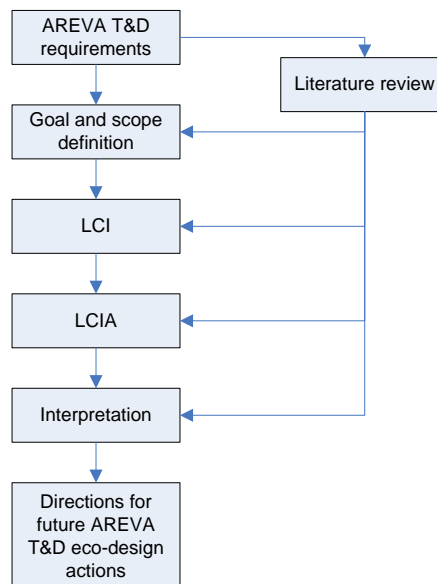 AREVA T&D
requirements
Literature review
Goal and scope
definition
LCI
LCIA
Interpretation
Directions for
future AREVA
T&D eco-design
actions